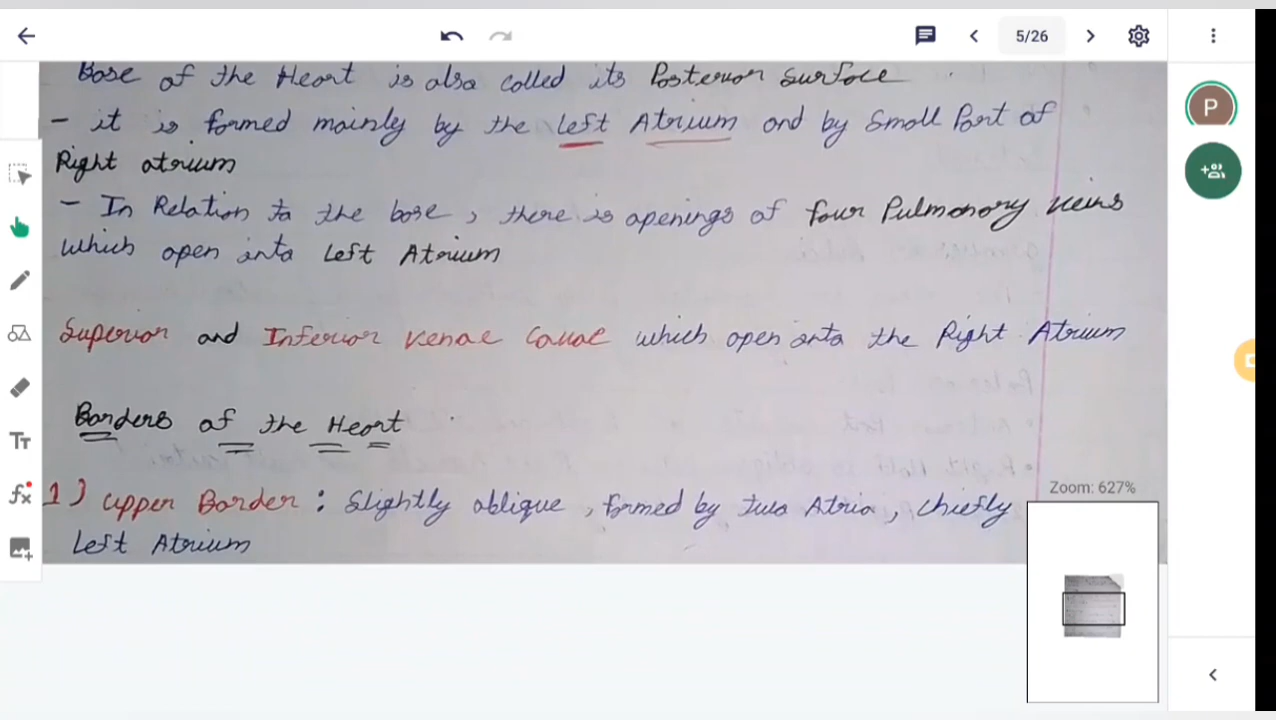 5/26
Base of the Heart is also called its Posterior Surface
P
- it is formed mainly by the Left Atrium and by Small Part of
Right atrium
- In Relation to the base, there is openings of four Pulmonary veins
which open into Left Atrium
Superior and Inferior Venae Cavae which open into the Right Atrium
Borders of the Heart
Zoom: 627%
1) Upper Border: Slightly oblique, formed by two Atria, chiefly
Left Atrium
Tт
fx